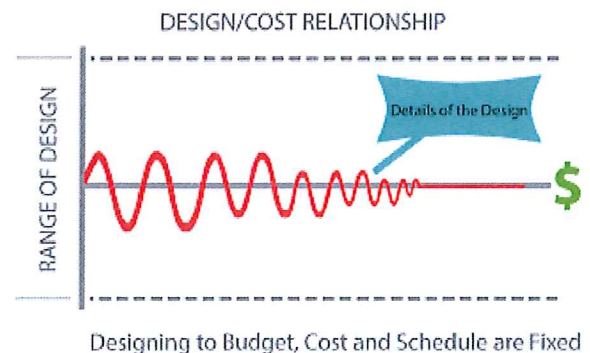 DESIGN/COST RELATIONSHIP
RANGE OF DESIGN
Details of the Design
$
Designing to Budget, Cost and Schedule are Fixed